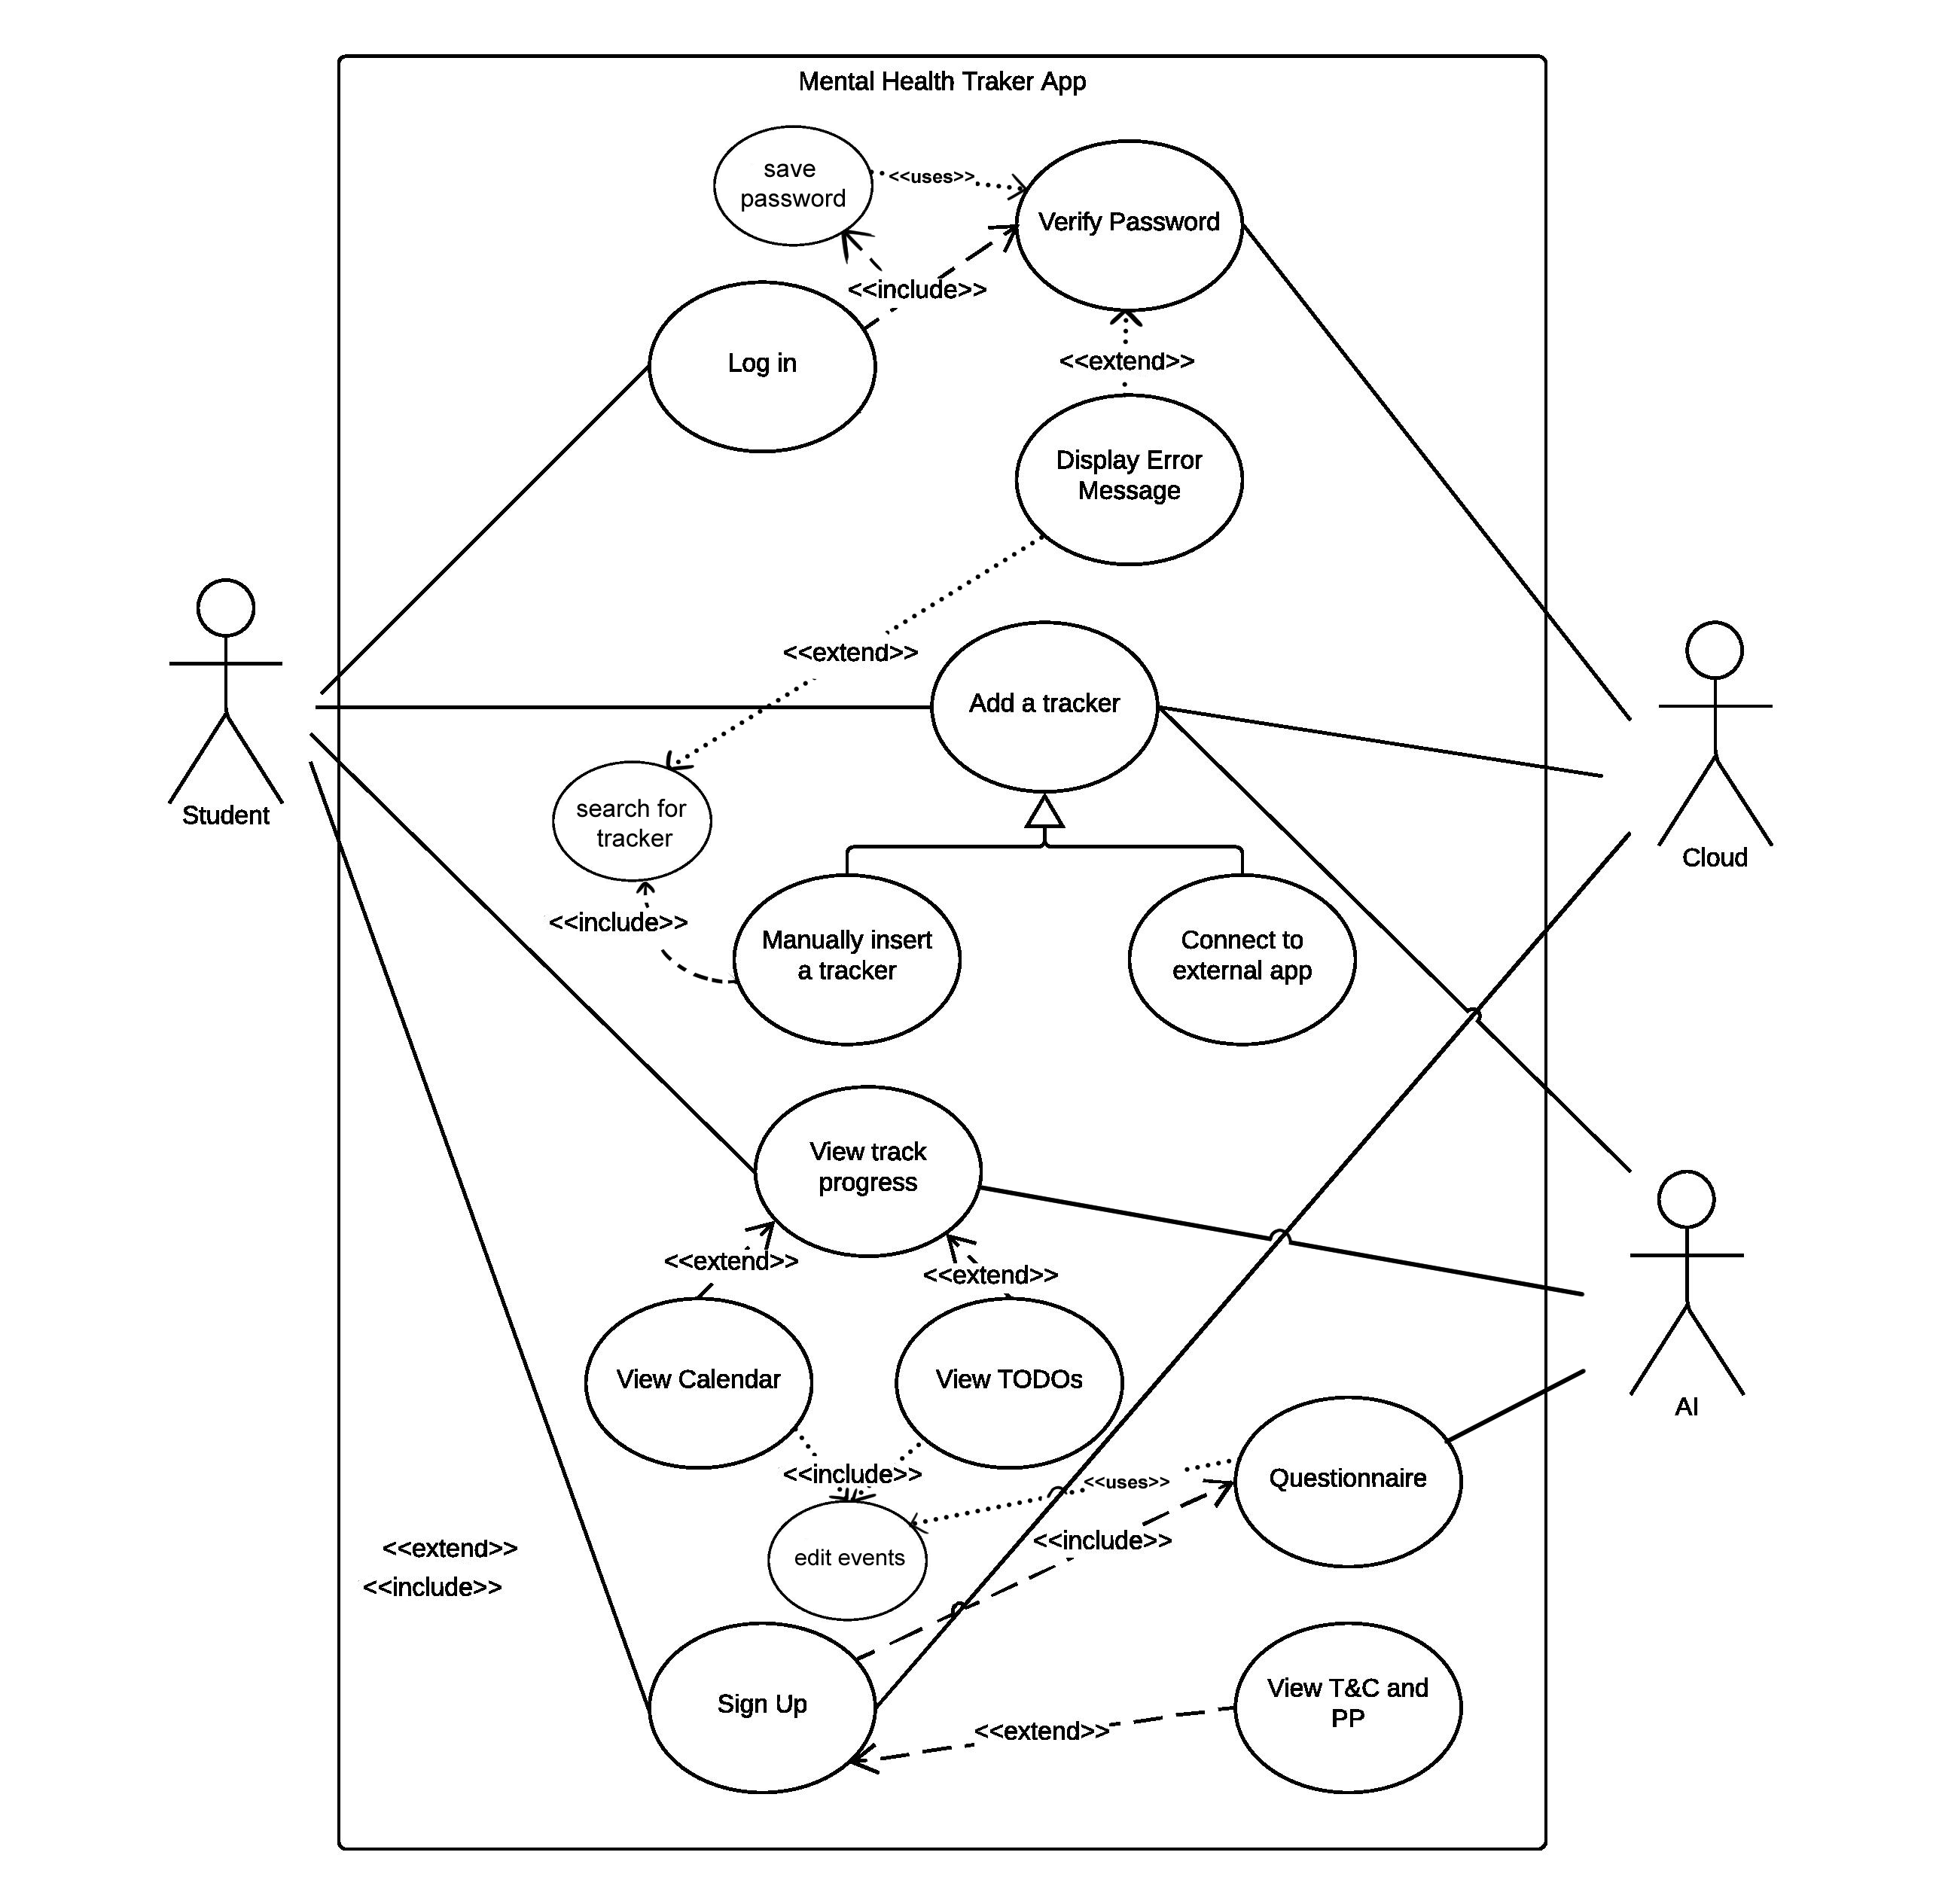 Mental Health Traker App
save
password
<<uses>>
Verify Password
<<include>>
Log in
<<extend>>
Display Error
Message
<<extend>>
Add a tracker
Student
search for
tracker
Cloud
<<include>>
Manually insert
a tracker
Connect to
external app
View track
progress
<<extend>>
<<extend>>
View Calendar
View TODOs
AI
<<include>>
<<uses>>
Questionnaire
<<include>>
edit events
<<extend>>
<<include>>
Sign Up
View T&C and
PP
<<extend>>